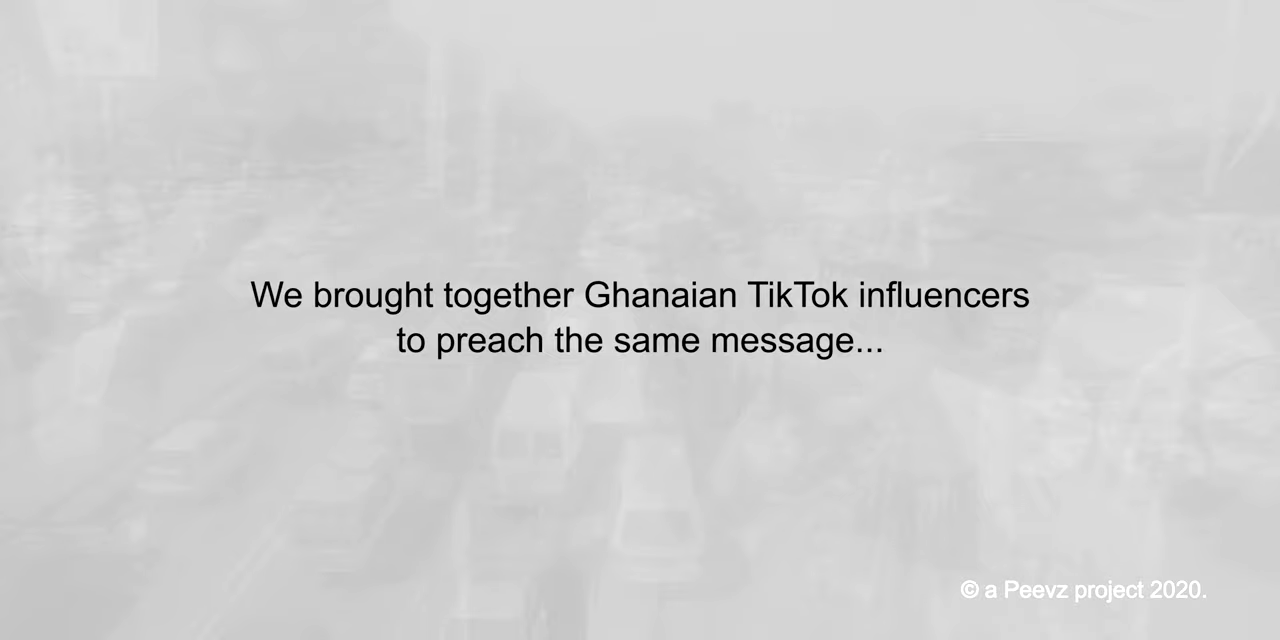 We brought together Ghanaian TikTok influencers
to preach the same message...
© a Peevz project 2020.